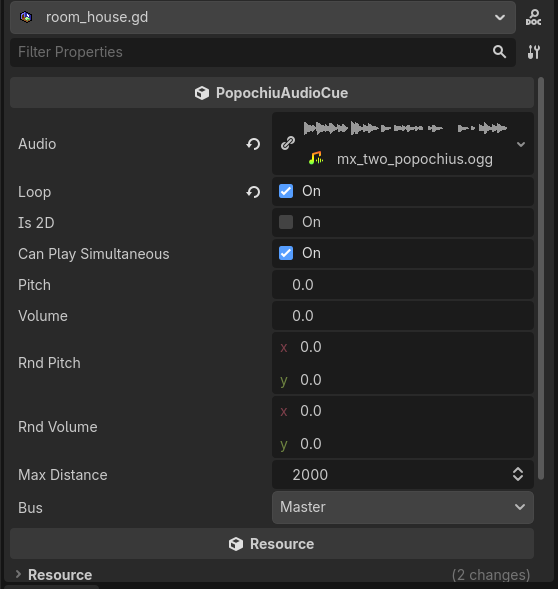 room_house.gd
DOC
Filter Properties
PopochiuAudioCue
Audio
mx_two_popochius.ogg
Loop On
Is 2D On
Can Play Simultaneous On
Pitch 0.0
Volume 0.0
Rnd Pitch
x 0.0
y 0.0
Rnd Volume
x 0.0
y 0.0
Max Distance 2000
Bus Master
Resource
Resource (2 changes)